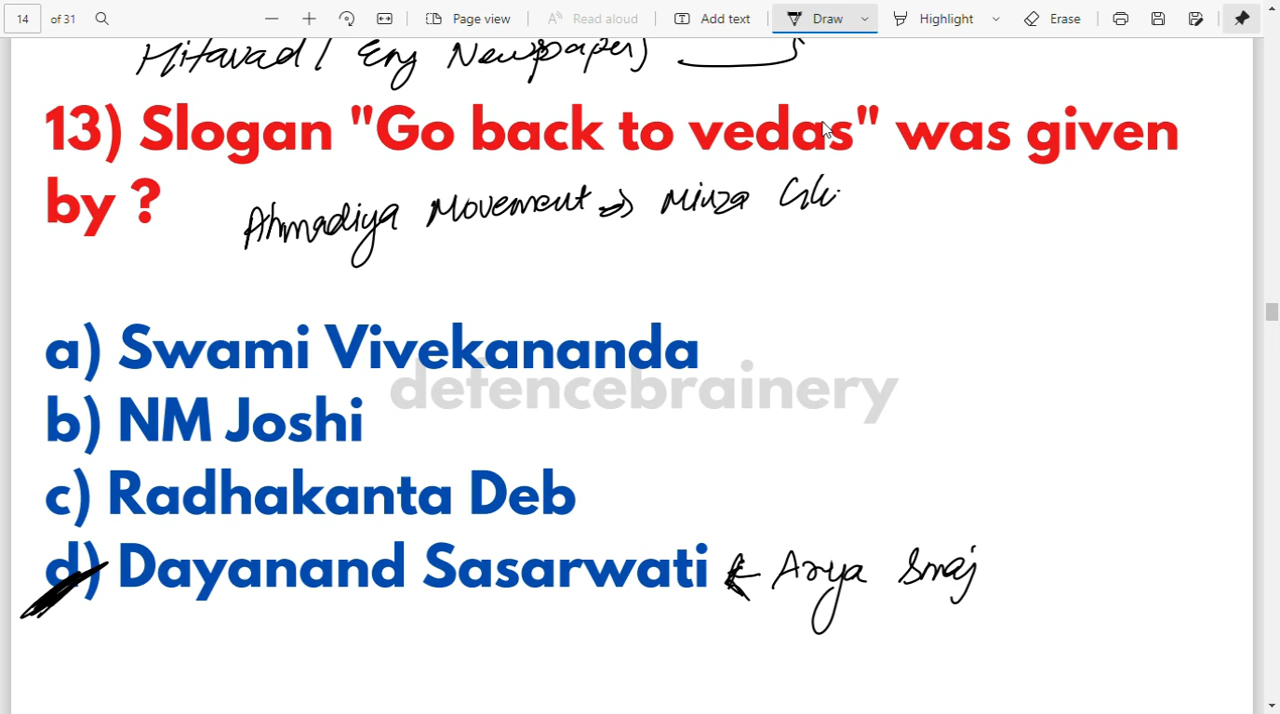 14 of 31 Page view Read aloud Add text Draw Highlight Erase
Hitavad ( Eng Newspaper)
13) Slogan "Go back to vedas" was given
by ?
Ahmadiya Movement → Mirza
a) Swami Vivekananda
defencebrainery
b) NM Joshi
c) Radhakanta Deb
d) Dayanand Sasarwati ← Arya Smaj